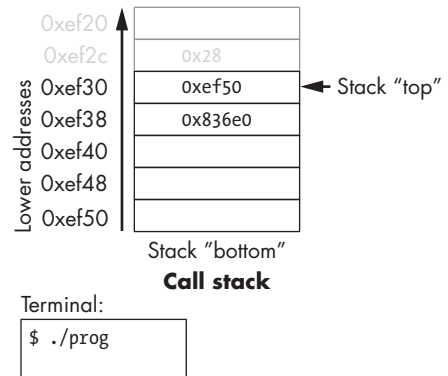 0xef20
0xef2c 0x28
0xef30 0xef50 Stack "top"
0xef38 0x836e0
0xef40
0xef48
0xef50
Lower addresses
Stack "bottom"
Call stack
Terminal:
$ ./prog